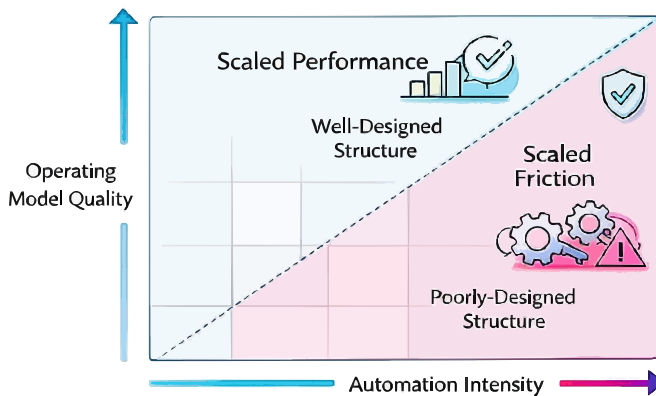 Scaled Performance
Well-Designed
Structure
Operating
Model Quality
Scaled
Friction
Poorly-Designed
Structure
Automation Intensity